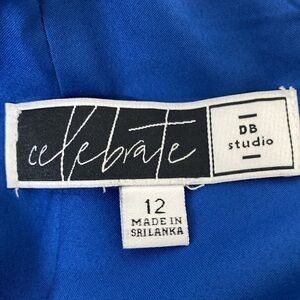 celebrate
DB
studio
12
MADE IN
SRILANKA